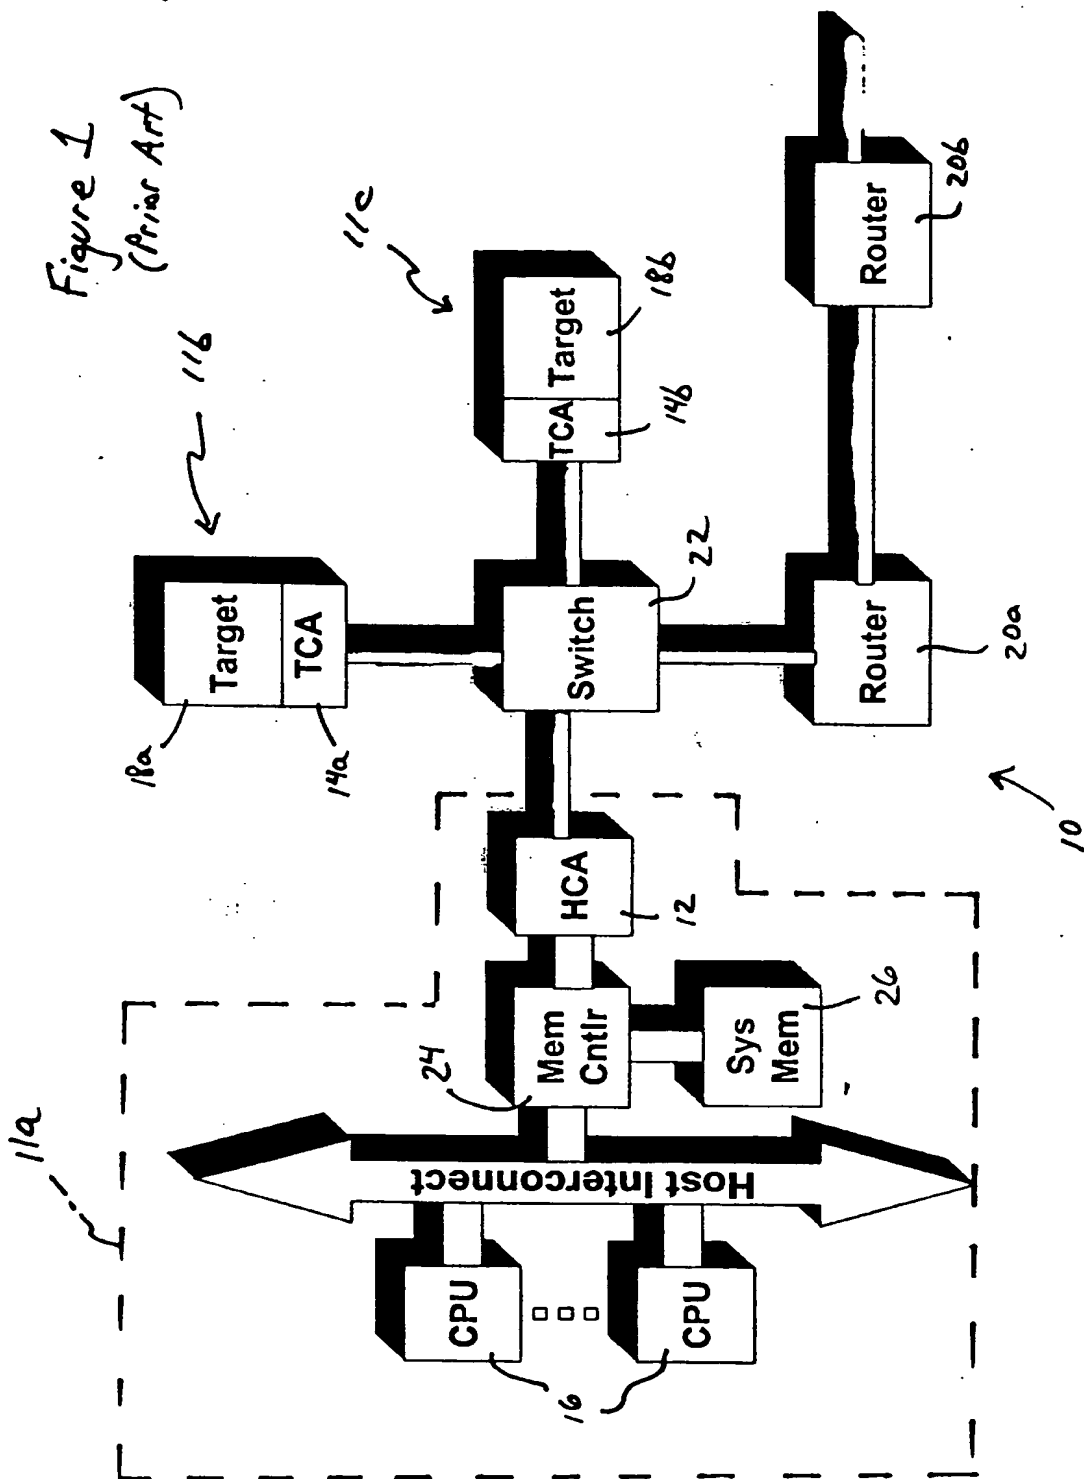 Figure 1
(Prior Art)
11a
11b
11c
18a
Target
TCA
14a
TCA
Target
14b
18b
Switch
22
HCA
12
24
Mem
Cntlr
Sys
Mem
26
Host Interconnect
CPU
CPU
16
Router
20a
Router
20b
10